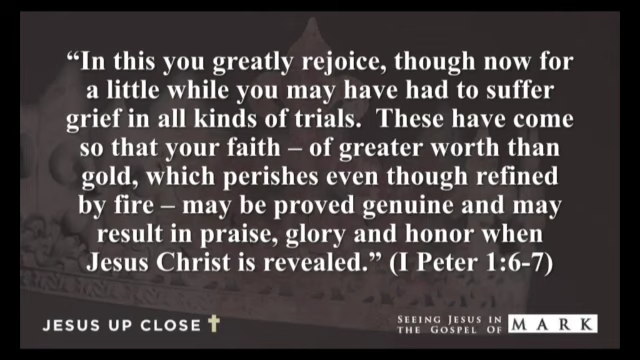 “In this you greatly rejoice, though now for
a little while you may have had to suffer
grief in all kinds of trials.  These have come
so that your faith – of greater worth than
gold, which perishes even though refined
by fire – may be proved genuine and may
result in praise, glory and honor when
Jesus Christ is revealed.” (I Peter 1:6-7)
JESUS UP CLOSE
SEEING JESUS IN
THE GOSPEL OF MARK